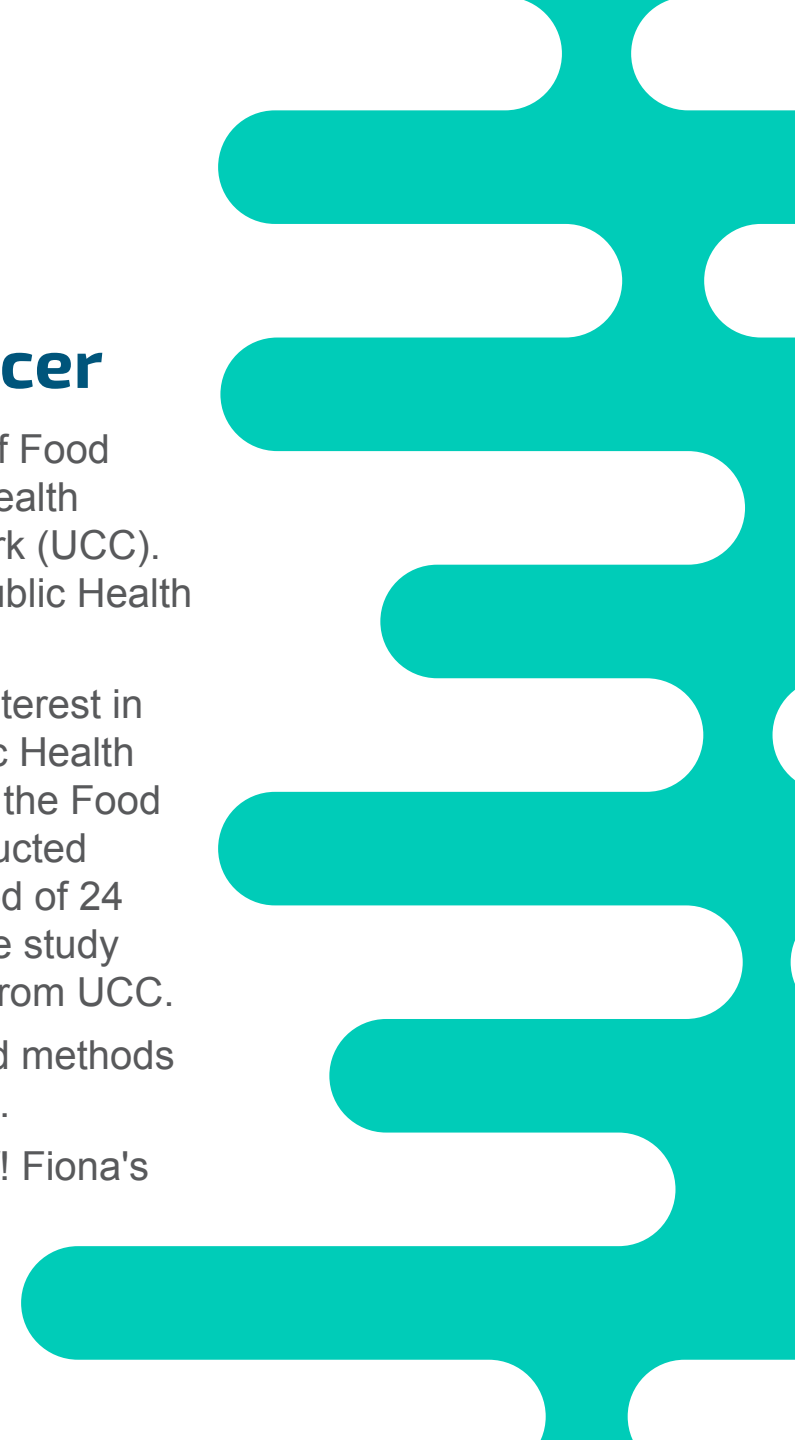 cer
f Food
ealth
rk (UCC).
ublic Health
terest in
c Health
the Food
ucted
d of 24
e study
rom UCC.
d methods
.
! Fiona's